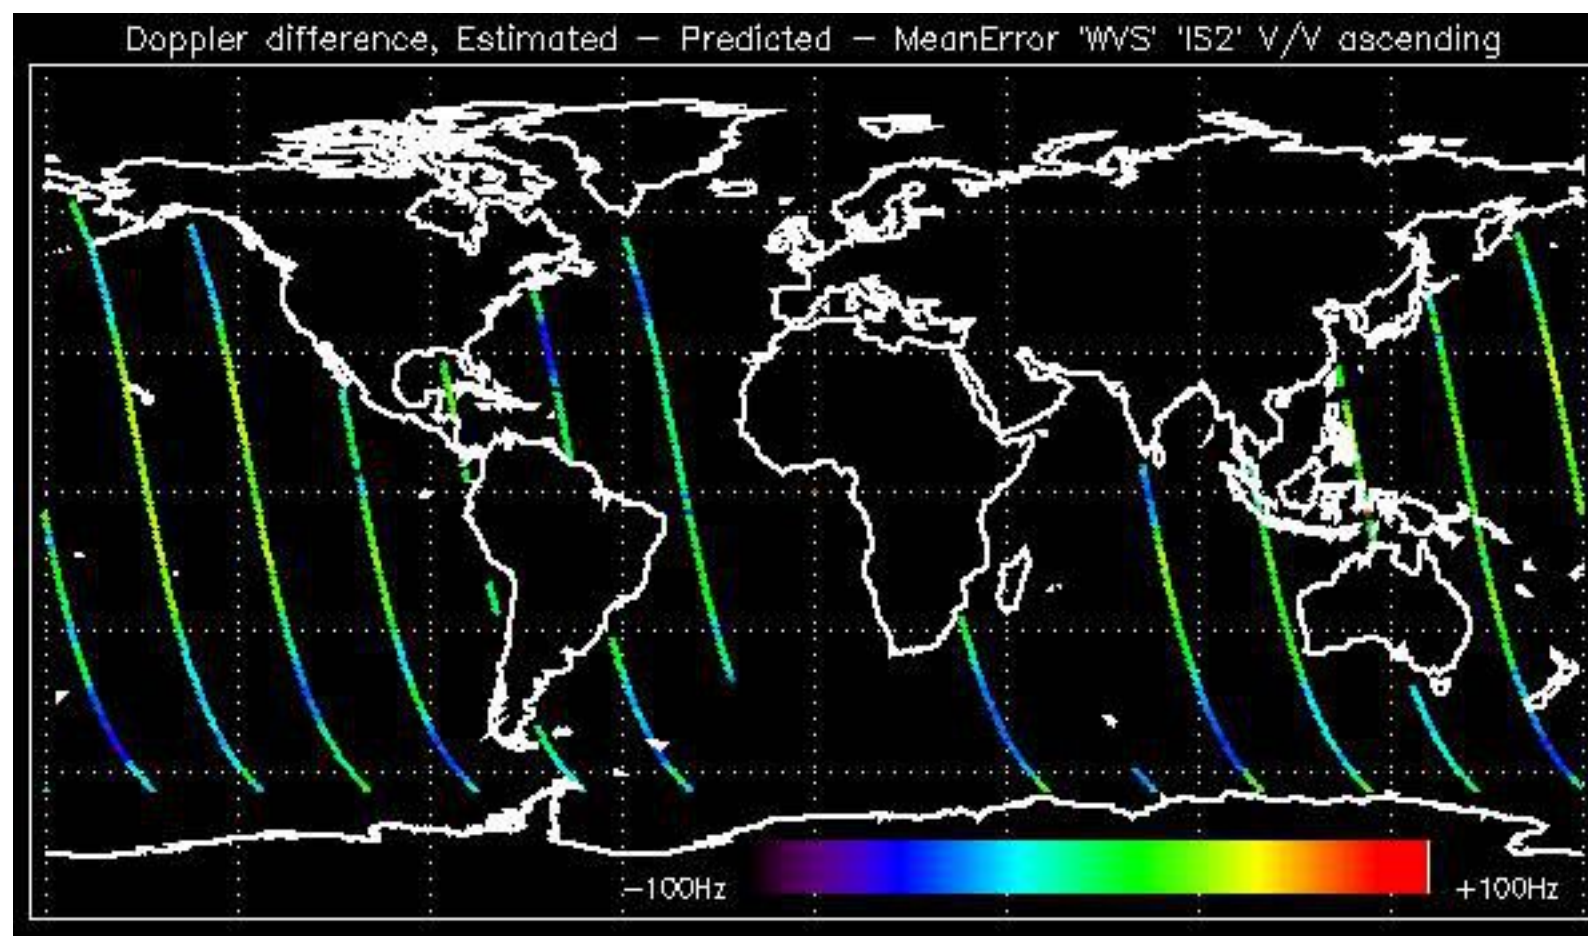 Doppler difference, Estimated − Predicted − MeanError 'WVS' 'IS2' V/V ascending
−100Hz +100Hz